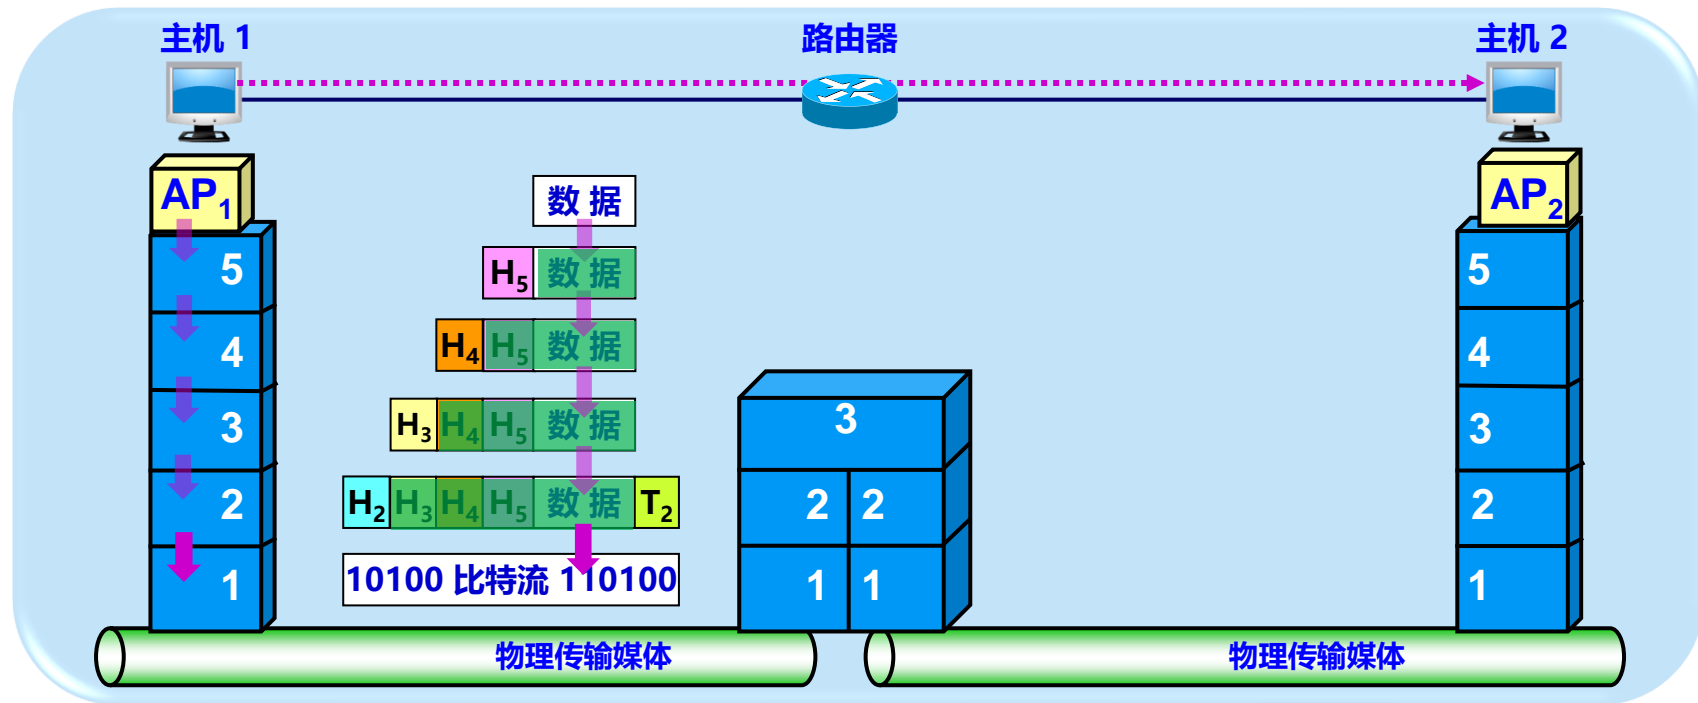 主机 1
路由器
主机 2
AP1
AP2
数 据
5
H5 数 据
5
4
H4 H5 数 据
4
3
H3 H4 H5 数 据
3
3
2
H2 H3 H4 H5 数 据 T2
2 2
2
1
10100 比特流 110100
1 1
1
物理传输媒体
物理传输媒体